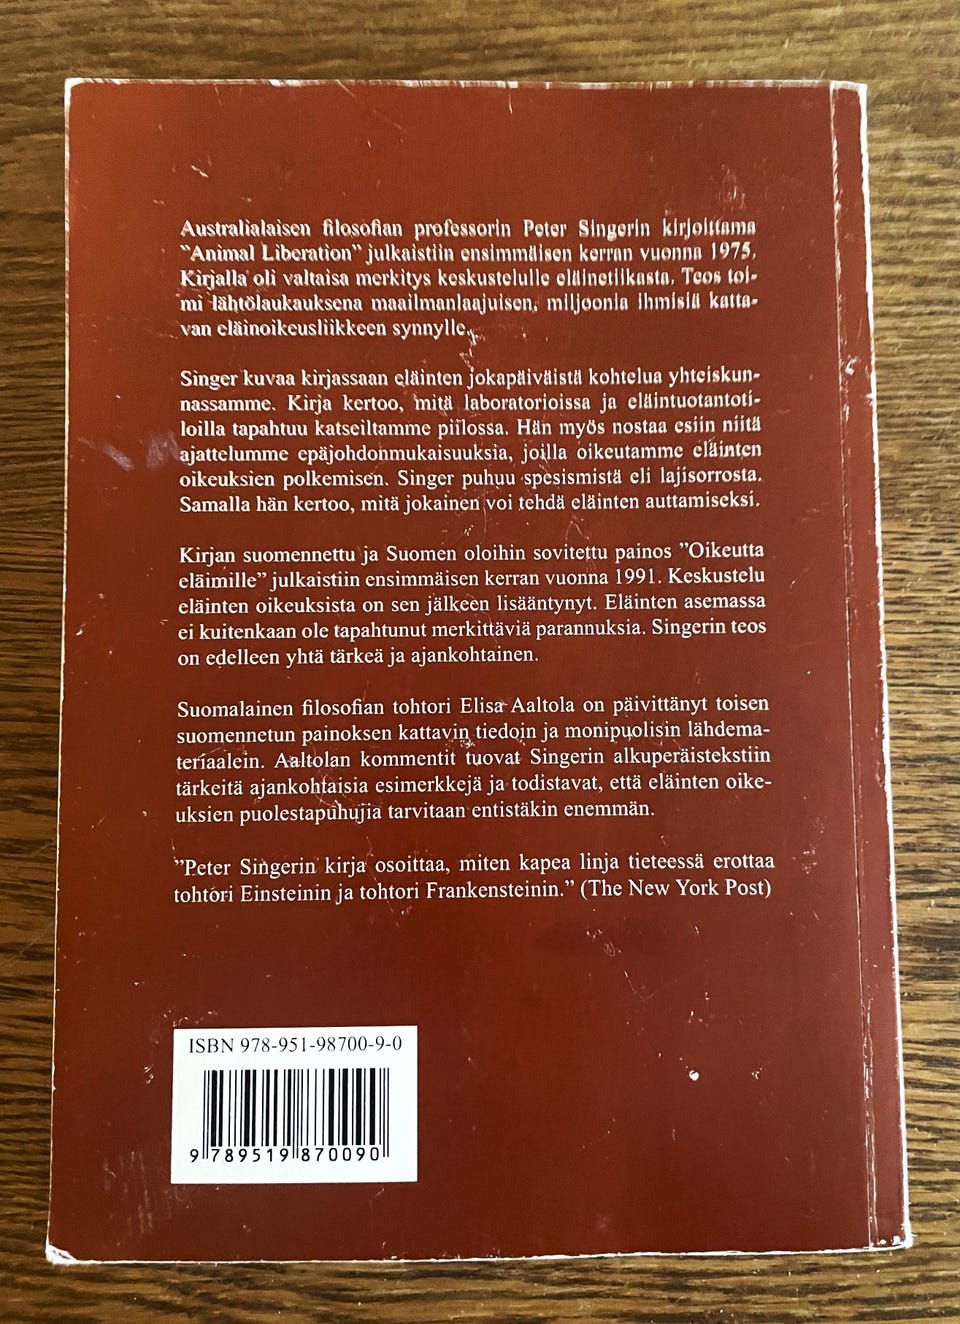 Australialaisen filosofian professorin Peter Singerin kirjoittama
”Animal Liberation” julkaistiin ensimmäisen kerran vuonna 1975.
Kirjalla oli valtaisa merkitys keskustelulle eläinetiikasta. Teos toi-
mi lähtölaukauksena maailmanlaajuisen, miljoonia ihmisiä katta-
van eläinoikeusliikkeen synnylle.
Singer kuvaa kirjassaan eläinten jokapäiväistä kohtelua yhteiskun-
nassamme. Kirja kertoo, mitä laboratorioissa ja eläintuotantoti-
loilla tapahtuu katseiltamme piilossa. Hän myös nostaa esiin niitä
ajattelumme epäjohdonmukaisuuksia, joilla oikeutamme eläinten
oikeuksien polkemisen. Singer puhuu spesismistä eli lajisorrosta.
Samalla hän kertoo, mitä jokainen voi tehdä eläinten auttamiseksi.
Kirjan suomennettu ja Suomen oloihin sovitettu painos ”Oikeutta
eläimille” julkaistiin ensimmäisen kerran vuonna 1991. Keskustelu
eläinten oikeuksista on sen jälkeen lisääntynyt. Eläinten asemassa
ei kuitenkaan ole tapahtunut merkittäviä parannuksia. Singerin teos
on edelleen yhtä tärkeä ja ajankohtainen.
Suomalainen filosofian tohtori Elisa Aaltola on päivittänyt toisen
suomennetun painoksen kattavin tiedoin ja monipuolisin lähdema-
teriaalein. Aaltolan kommentit tuovat Singerin alkuperäistekstiin
tärkeitä ajankohtaisia esimerkkejä ja todistavat, että eläinten oike-
uksien puolestapuhujia tarvitaan entistäkin enemmän.
”Peter Singerin kirja osoittaa, miten kapea linja tieteessä erottaa
tohtori Einsteinin ja tohtori Frankensteinin.” (The New York Post)
ISBN 978-951-98700-9-0
9 789519 870090